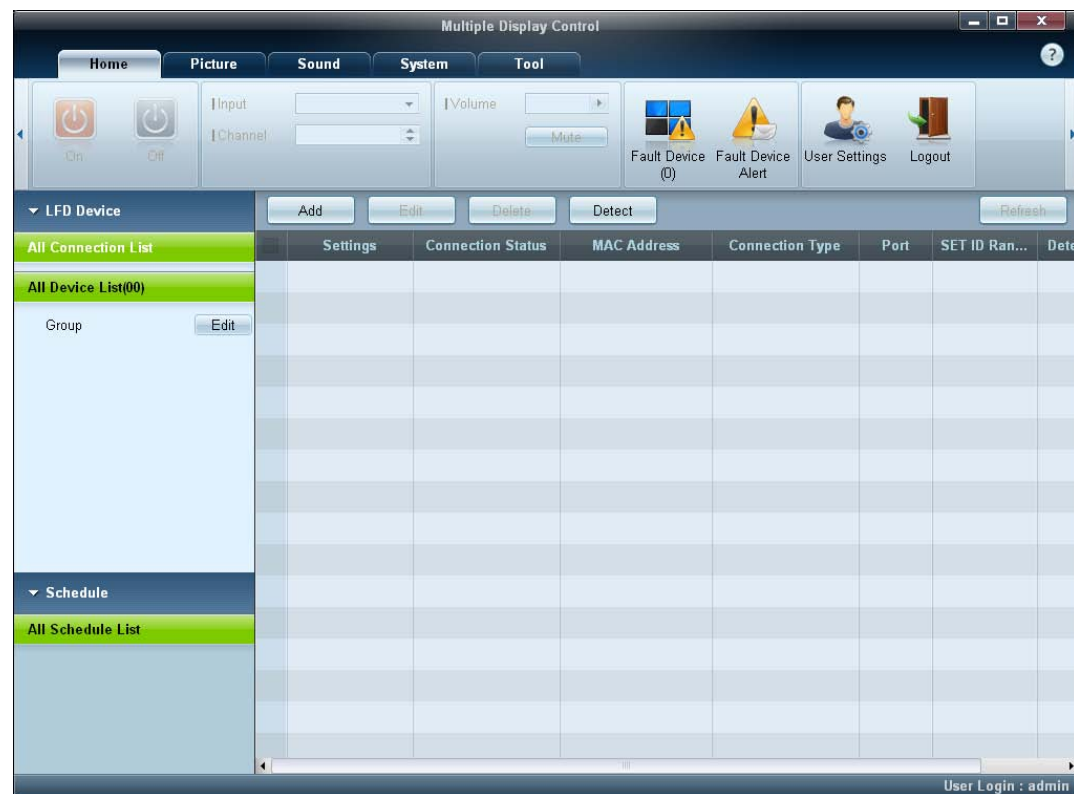 Multiple Display Control
Home Picture Sound System Tool
Input
Volume
Channel
Mute
On Off
Fault Device (0)
Fault Device Alert
User Settings
Logout
LFD Device
Add Edit Delete Detect Refresh
All Connection List
Settings Connection Status MAC Address Connection Type Port SET ID Ran... Dete
All Device List(00)
Group Edit
Schedule
All Schedule List
User Login : admin